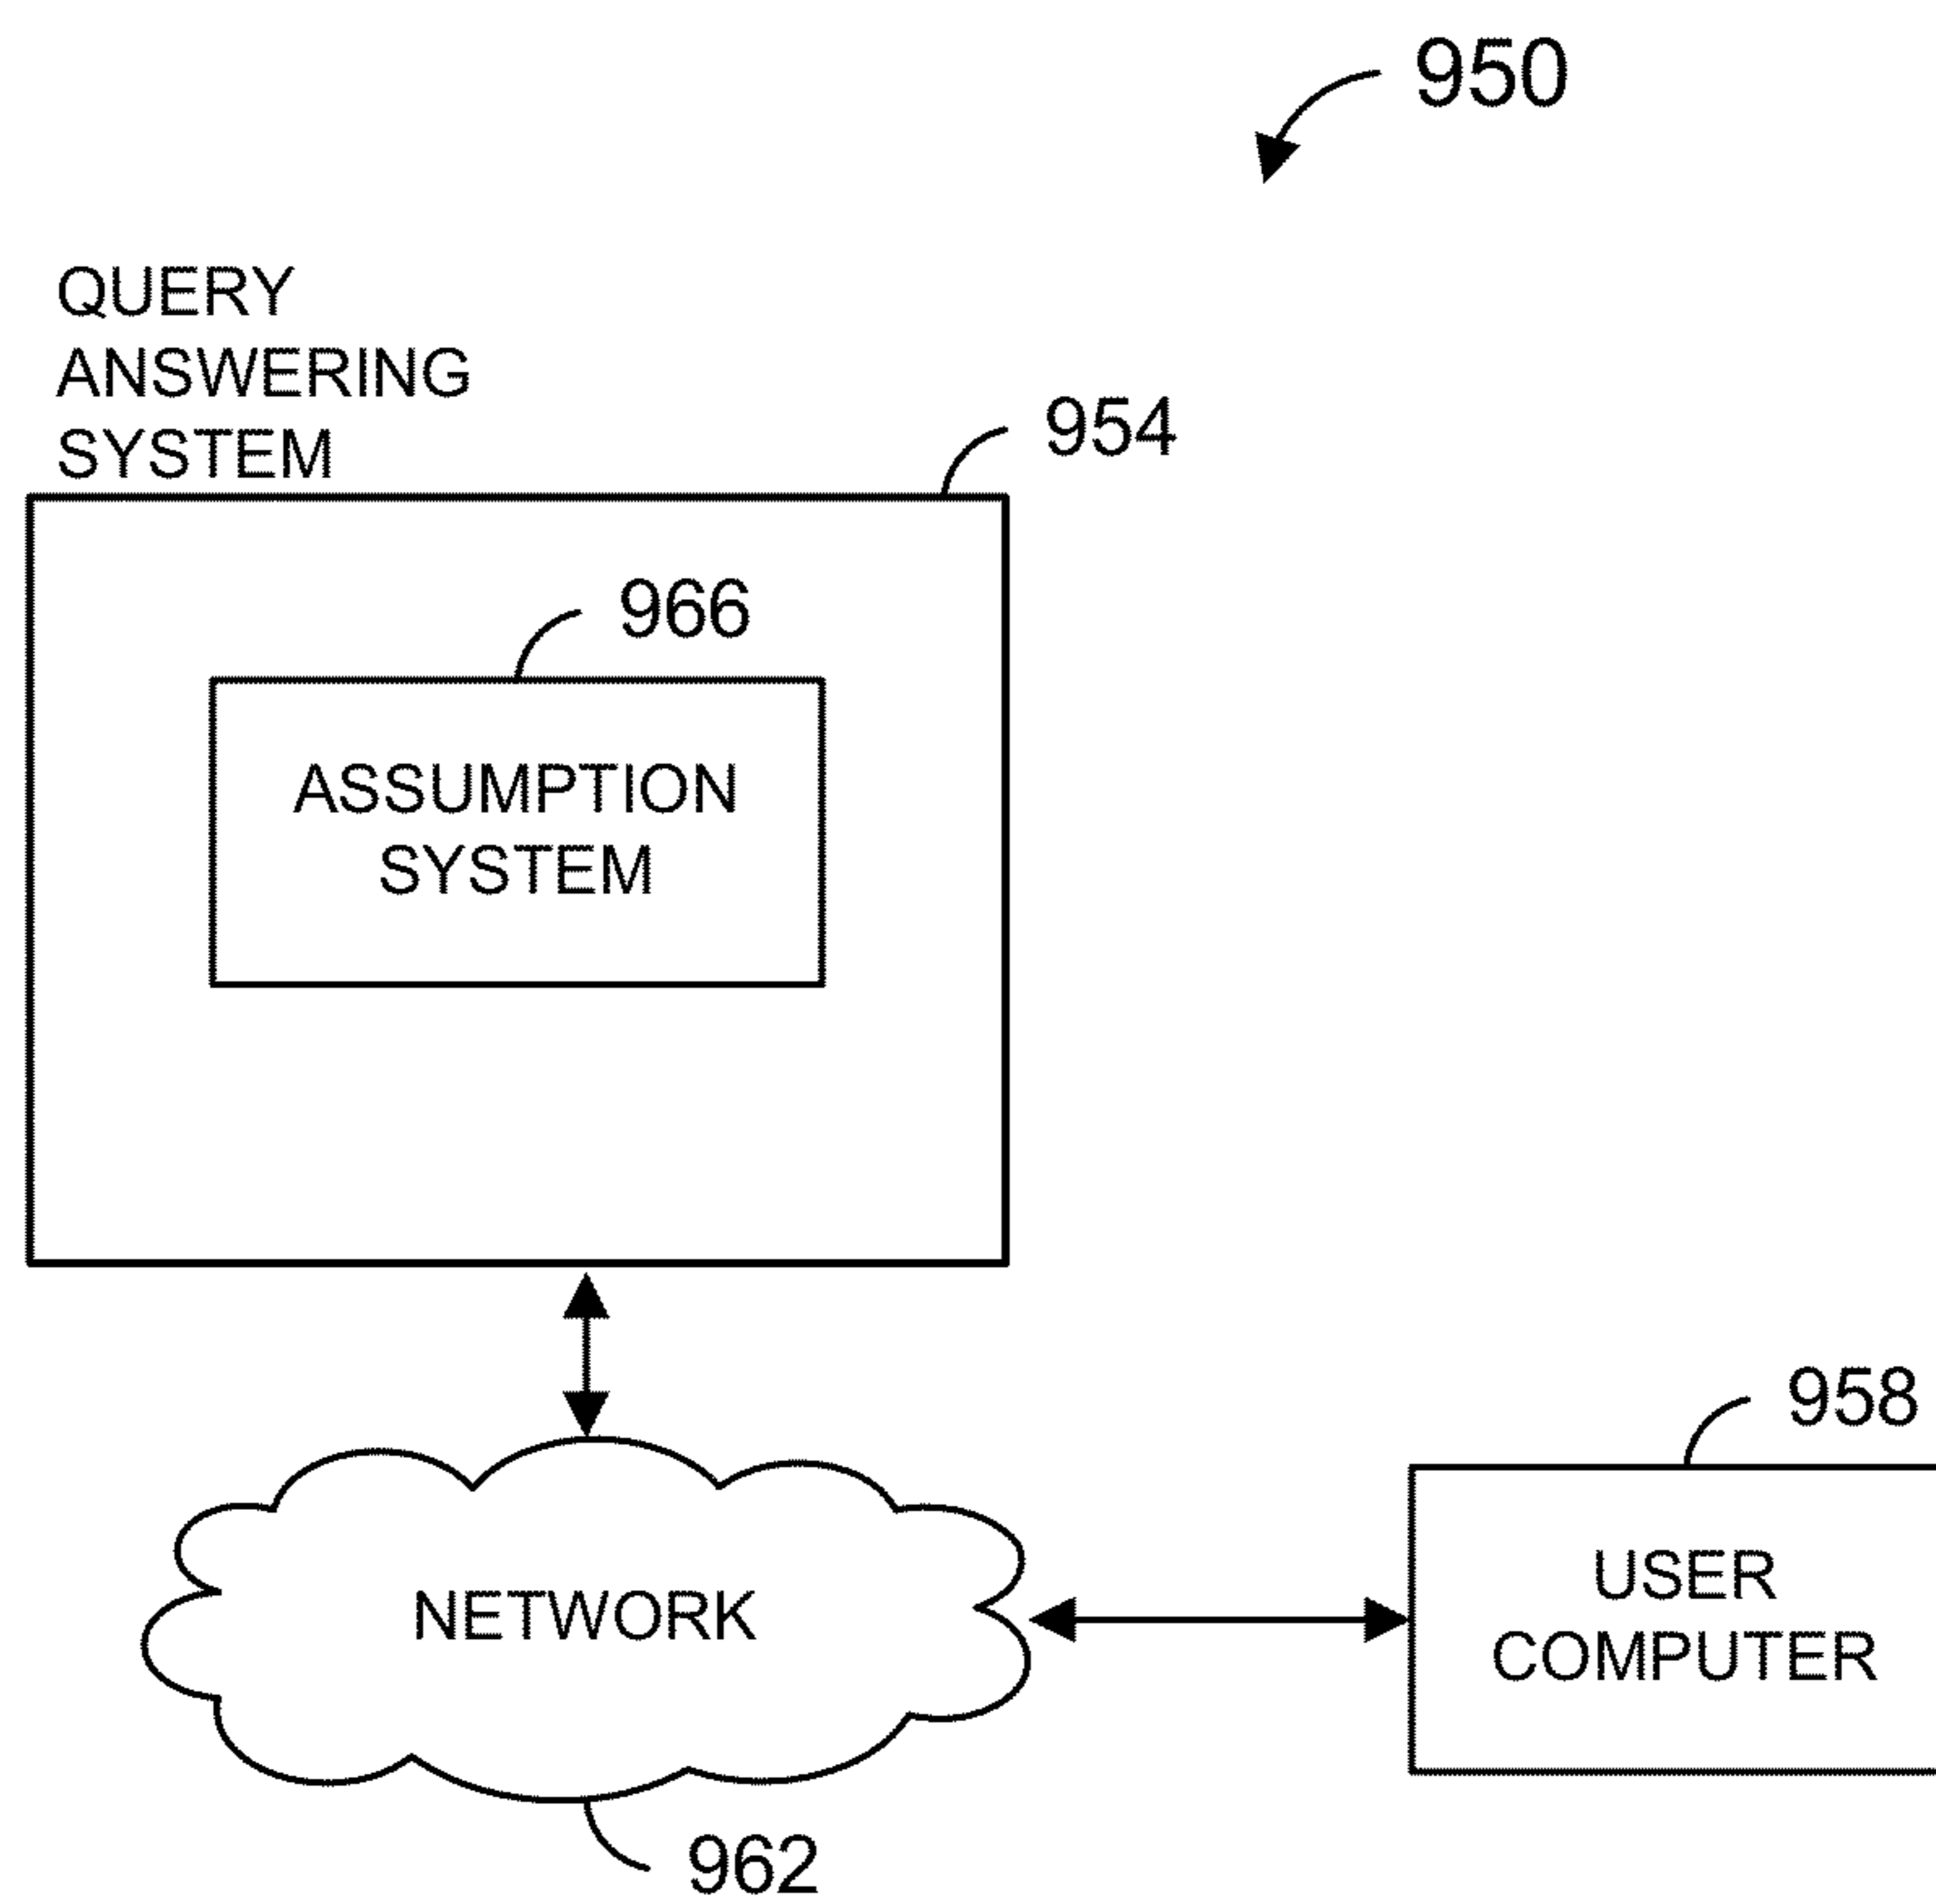 950
QUERY
ANSWERING
SYSTEM
954
966
ASSUMPTION
SYSTEM
958
USER
COMPUTER
NETWORK
962